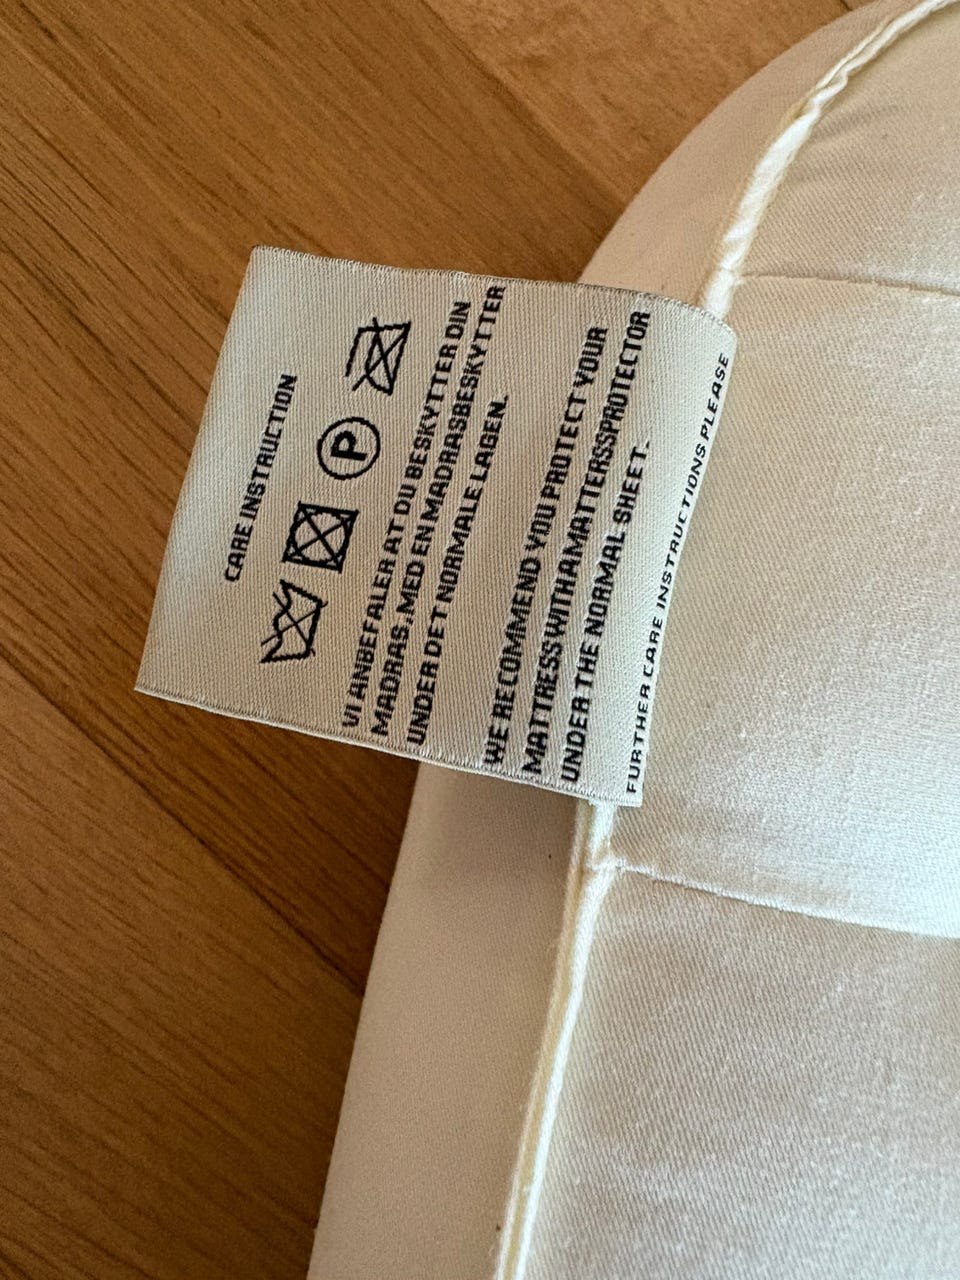 CARE INSTRUCTION
P
VI ANBEFALER AT DU BESKYTTER DIN
MADRAS, MED EN MADRASBESKYTTER
UNDER DET NORMALE LAGEN.
WE RECOMMEND YOU PROTECT YOUR
MATTRESS WITH A MATTERSSPROTECTOR
UNDER THE NORMAL SHEET.
FURTHER CARE INSTRUCTIONS PLEASE